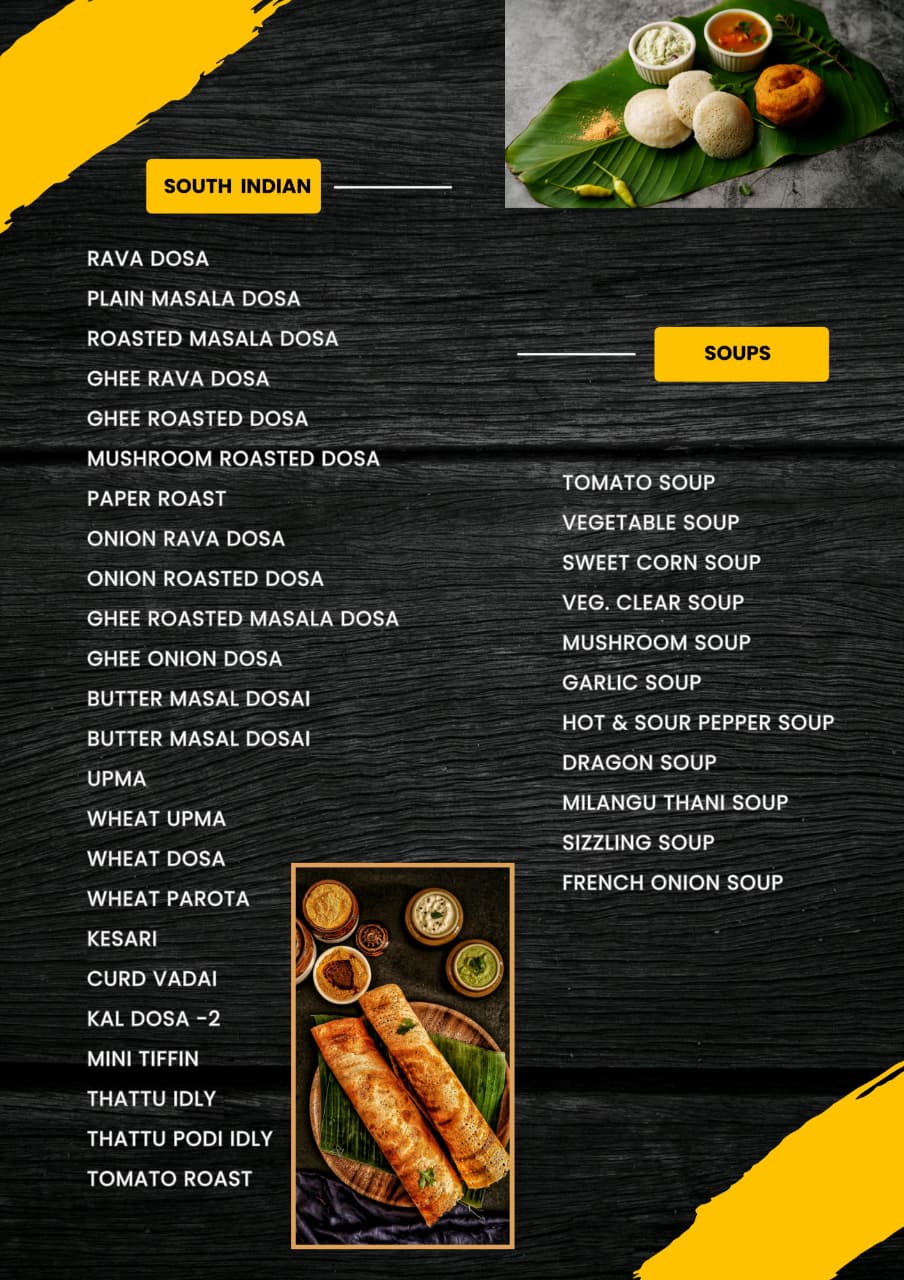 SOUTH INDIAN
RAVA DOSA
PLAIN MASALA DOSA
ROASTED MASALA DOSA
GHEE RAVA DOSA
GHEE ROASTED DOSA
MUSHROOM ROASTED DOSA
PAPER ROAST
ONION RAVA DOSA
ONION ROASTED DOSA
GHEE ROASTED MASALA DOSA
GHEE ONION DOSA
BUTTER MASAL DOSAI
BUTTER MASAL DOSAI
UPMA
WHEAT UPMA
WHEAT DOSA
WHEAT PAROTA
KESARI
CURD VADAI
KAL DOSA -2
MINI TIFFIN
THATTU IDLY
THATTU PODI IDLY
TOMATO ROAST
SOUPS
TOMATO SOUP
VEGETABLE SOUP
SWEET CORN SOUP
VEG. CLEAR SOUP
MUSHROOM SOUP
GARLIC SOUP
HOT & SOUR PEPPER SOUP
DRAGON SOUP
MILANGU THANI SOUP
SIZZLING SOUP
FRENCH ONION SOUP